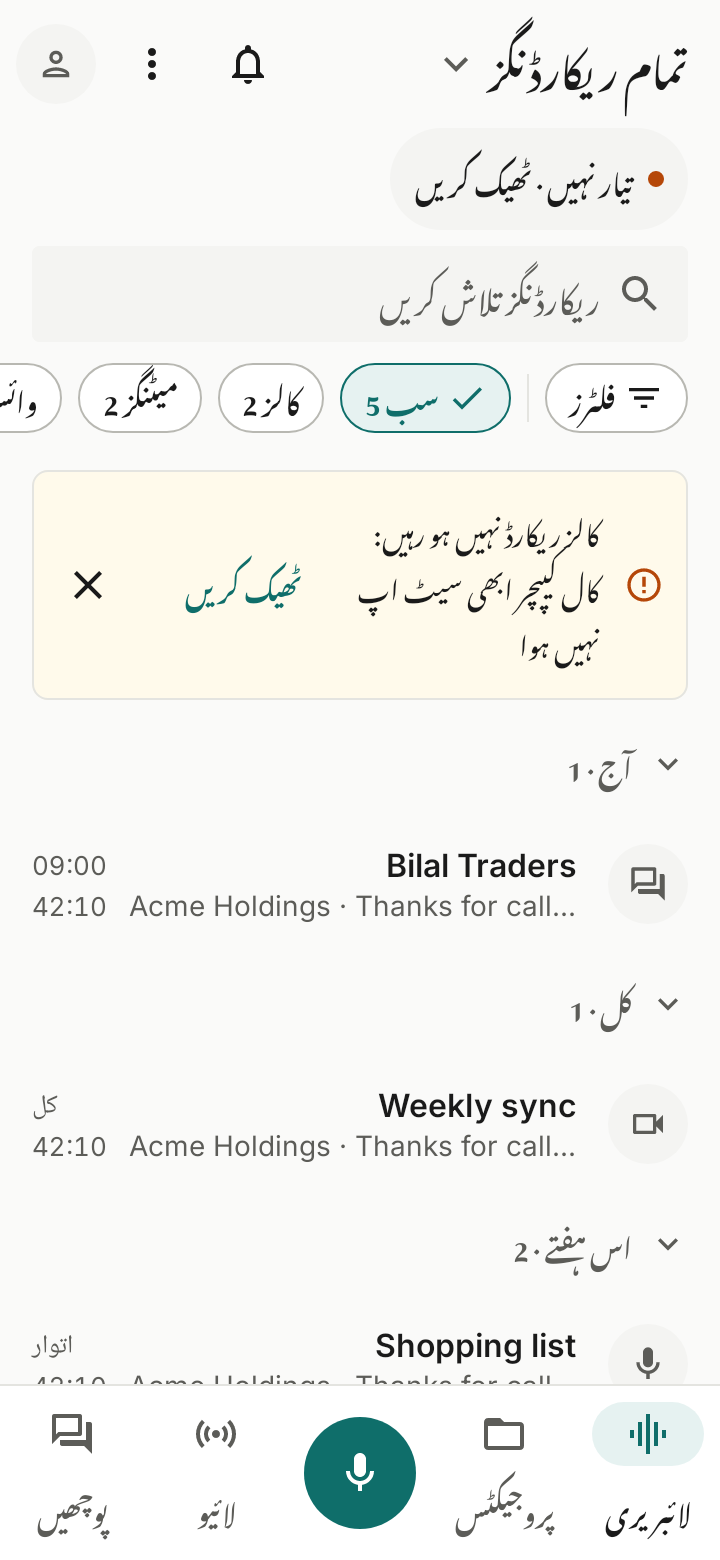 تمام ریکارڈنگز
تیار نہیں · ٹھیک کریں
ریکارڈنگز تلاش کریں
فلٹرز
سب 5
کالز 2
میٹنگز 2
کالز ریکارڈ نہیں ہو رہیں:
کال کیپچر ابھی سیٹ اپ
نہیں ہوا
ٹھیک کریں
آج · 1
Bilal Traders
09:00
Acme Holdings · Thanks for call...
42:10
کل · 1
Weekly sync
کل
Acme Holdings · Thanks for call...
42:10
اس ہفتے · 2
Shopping list
اتوار
لائبریری
پروجیکٹس
لائیو
پوچھیں